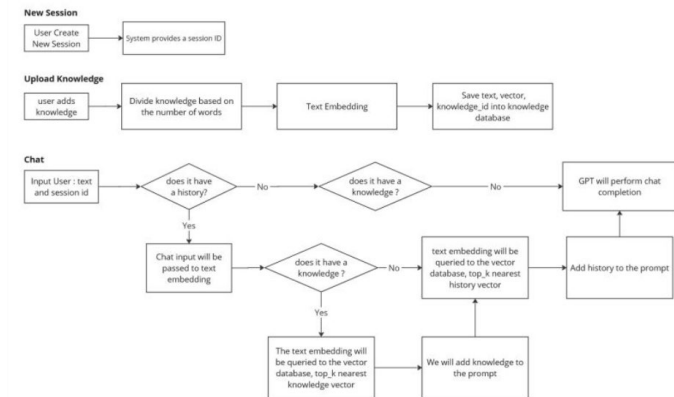 New Session
User Create
New Session
System provides a session ID
Upload Knowledge
user adds
knowledge
Divide knowledge based on
the number of words
Text Embedding
Save text, vector,
knowledge_id into knowledge
database
Chat
Input User : text
and session id
does it have
a history?
No
does it have a
knowledge ?
No
GPT will perform chat
completion
Yes
Chat input will be
passed to text
embedding
does it have a
knowledge ?
No
text embedding will be
queried to the vector
database, top_k nearest
history vector
Add history to the prompt
Yes
The text embedding will
be queried to the vector
database, top_k nearest
knowledge vector
We will add knowledge to
the prompt